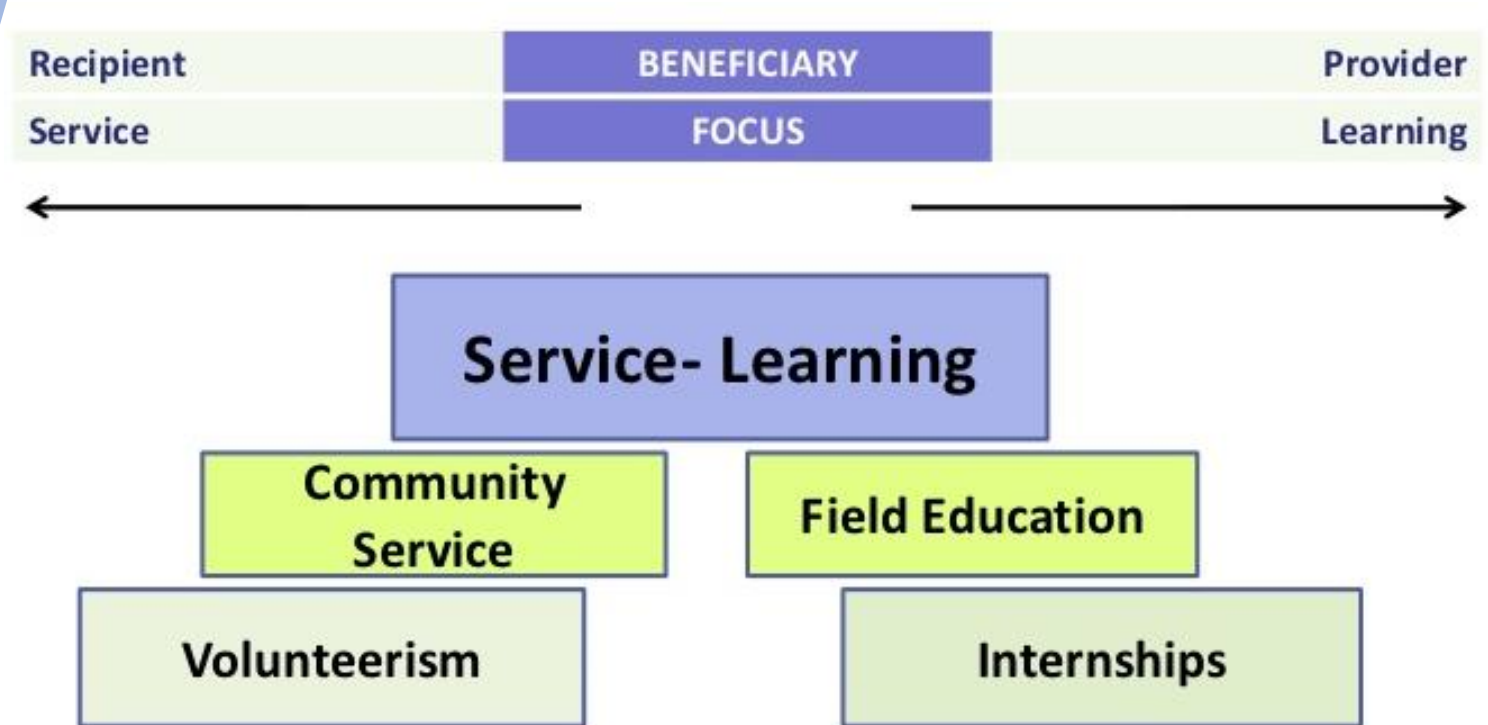 Recipient BENEFICIARY Provider
Service FOCUS Learning
Service- Learning
Community
Service
Field Education
Volunteerism
Internships